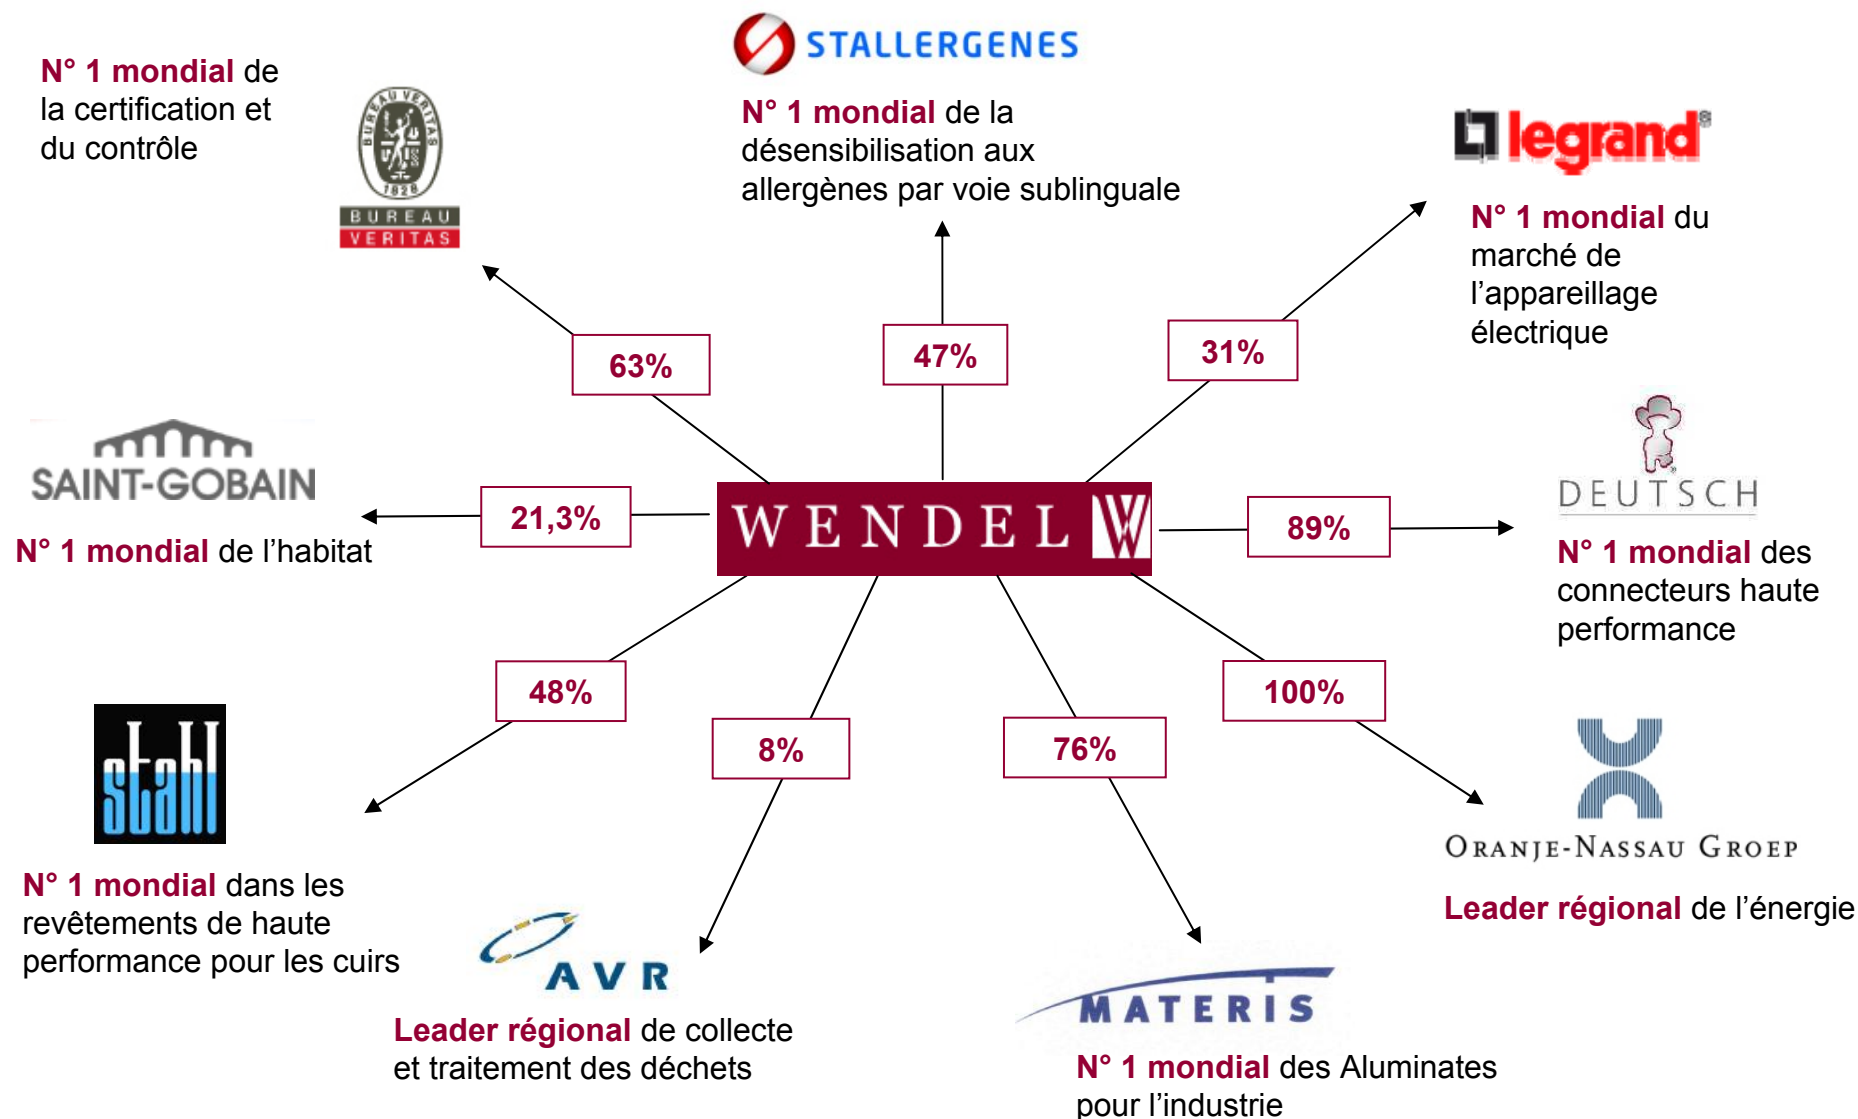 STALLERGENES
N° 1 mondial de
la certification et
du contrôle
BUREAU VERITAS
1828
BUREAU
VERITAS
N° 1 mondial de la
désensibilisation aux
allergènes par voie sublinguale
legrand®
N° 1 mondial du
marché de
l’appareillage
électrique
63%
47%
31%
SAINT-GOBAIN
N° 1 mondial de l’habitat
21,3%
WENDEL W
89%
DEUTSCH
N° 1 mondial des
connecteurs haute
performance
48%
8%
76%
100%
stahl
N° 1 mondial dans les
revêtements de haute
performance pour les cuirs
AVR
Leader régional de collecte
et traitement des déchets
MATERIS
N° 1 mondial des Aluminates
pour l’industrie
ORANJE-NASSAU GROEP
Leader régional de l’énergie